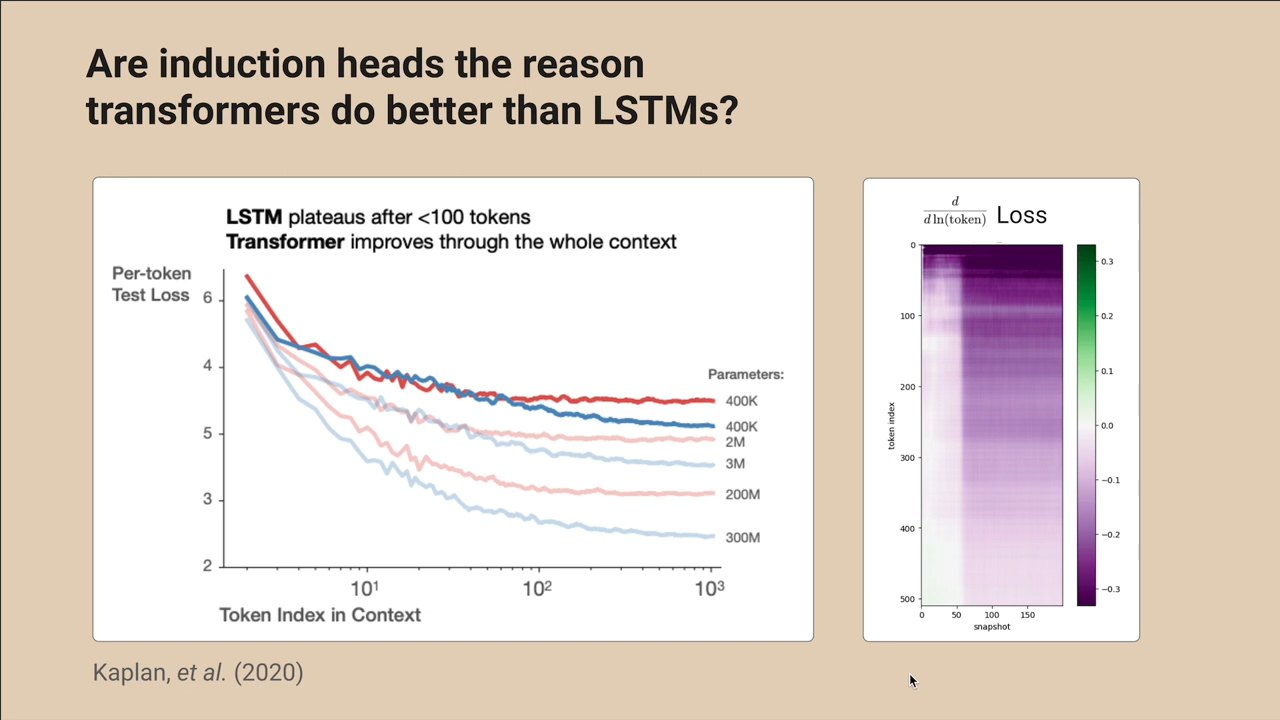 Are induction heads the reason
transformers do better than LSTMs?
LSTM plateaus after <100 tokens
Transformer improves through the whole context
Per-token
Test Loss
6
4
5
3
2
10¹
10²
10³
Token Index in Context
Parameters:
400K
400K
2M
3M
200M
300M
d
d ln(token)
Loss
0
100
200
300
400
500
token index
0
50
100
150
snapshot
0.3
0.2
0.1
0.0
−0.1
−0.2
−0.3
Kaplan, et al. (2020)